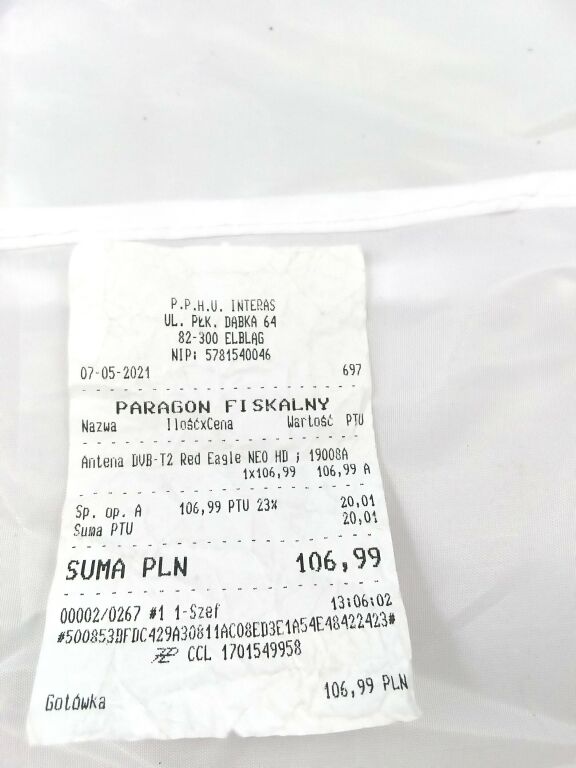 P.P.H.U. INTERAS
UL. PŁK. DĄBKA 64
82-300 ELBLĄG
NIP: 5781540046
07-05-2021 697
PARAGON FISKALNY
Nazwa IlośćxCena Wartość PTU
Antena DVB-T2 Red Eagle NEO HD ; 19008A
1x106,99 106,99 A
Sp. op. A 106,99 PTU 23% 20,01
Suma PTU 20,01
SUMA PLN 106,99
00002/0267 #1 1-Szef 13:06:02
#500853BFDC429A30811AC08ED3E1A54E48422423#
CCL 1701549958
Gotówka 106,99 PLN